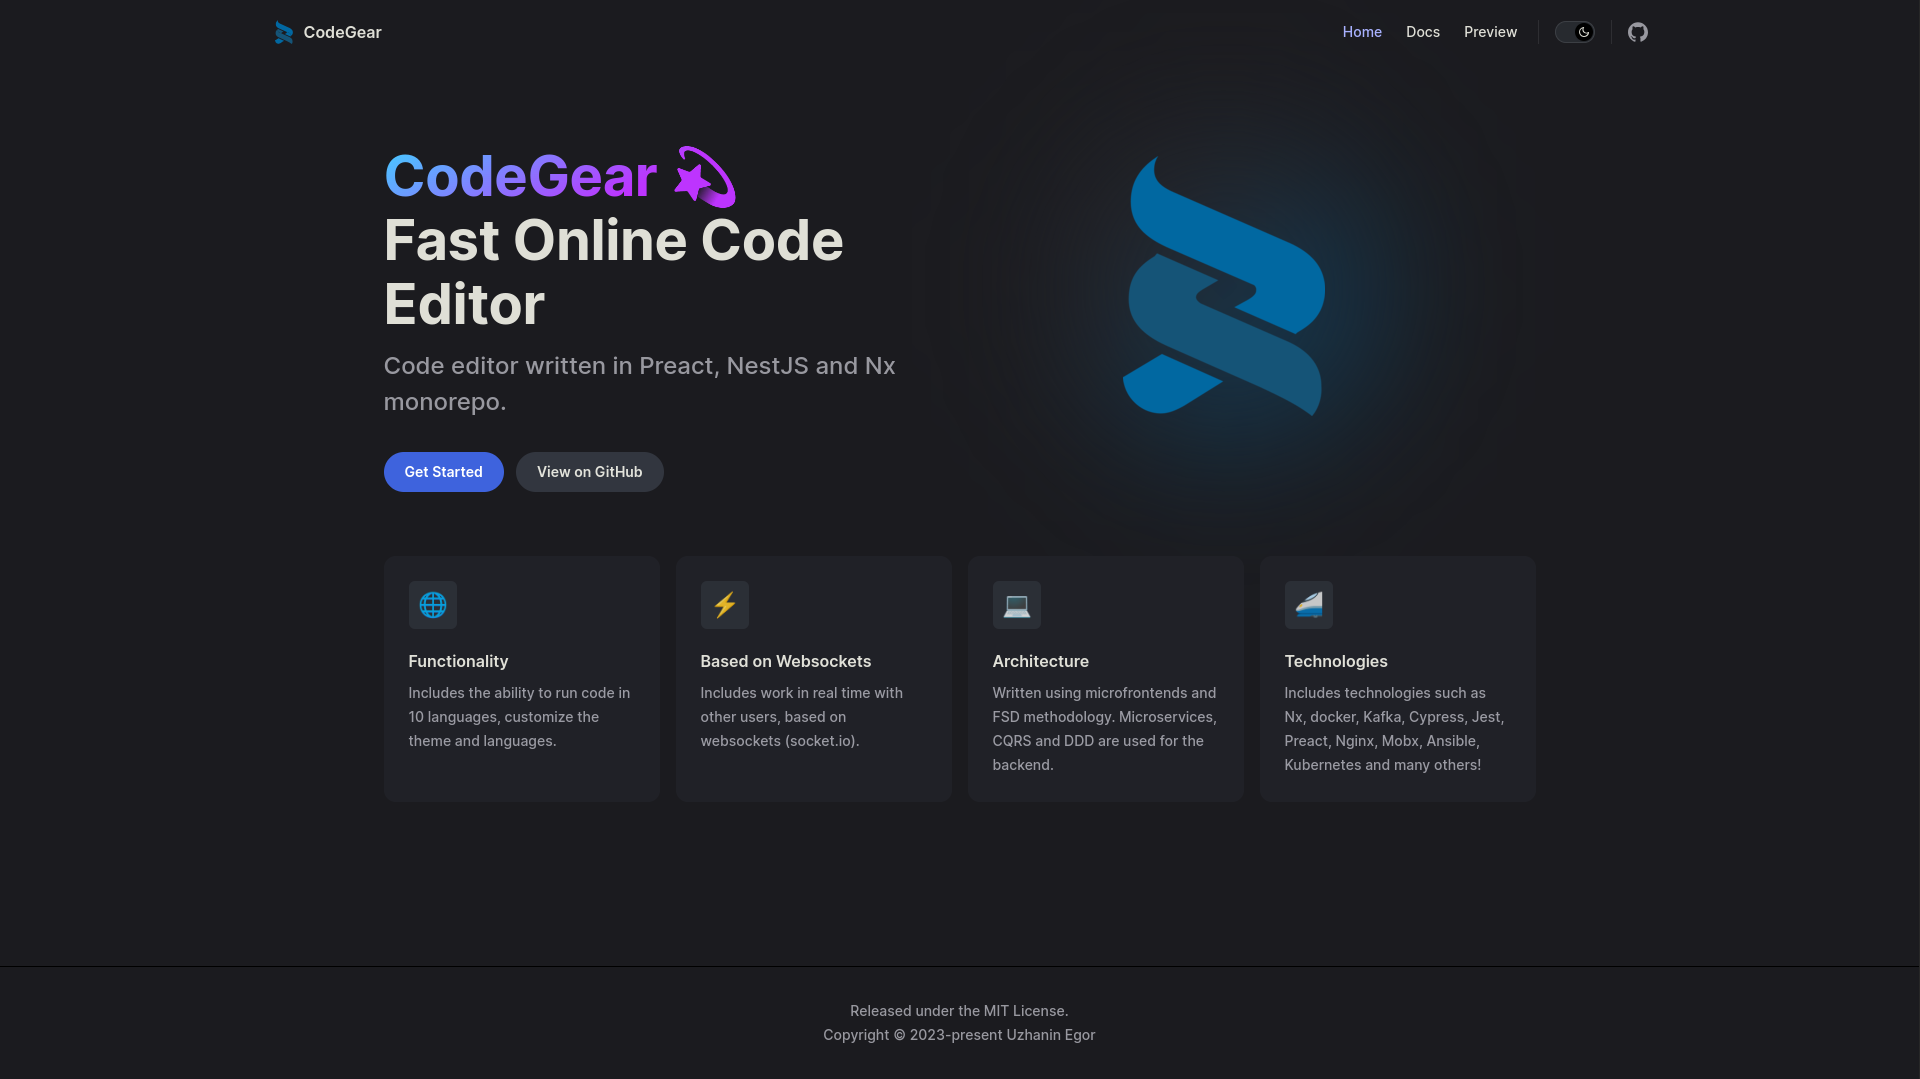 CodeGear
Home
Docs
Preview
CodeGear
Fast Online Code
Editor
Code editor written in Preact, NestJS and Nx
monorepo.
Get Started
View on GitHub
Functionality
Includes the ability to run code in
10 languages, customize the
theme and languages.
Based on Websockets
Includes work in real time with
other users, based on
websockets (socket.io).
Architecture
Written using microfrontends and
FSD methodology. Microservices,
CQRS and DDD are used for the
backend.
Technologies
Includes technologies such as
Nx, docker, Kafka, Cypress, Jest,
Preact, Nginx, Mobx, Ansible,
Kubernetes and many others!
Released under the MIT License.
Copyright © 2023-present Uzhanin Egor